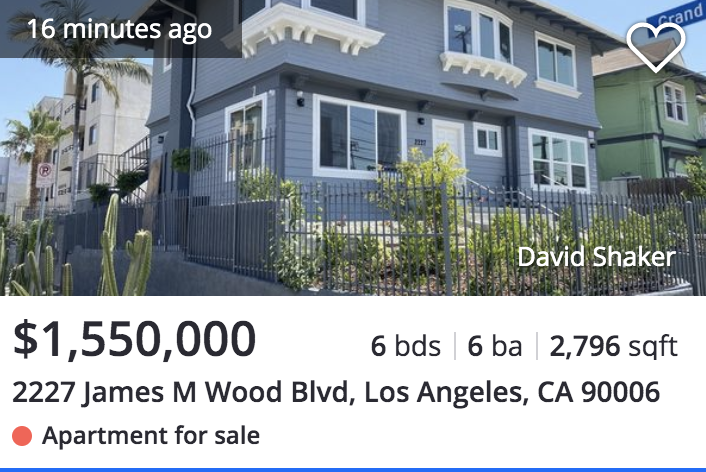 16 minutes ago
Grand
2227
David Shaker
$1,550,000
6 bds 6 ba 2,796 sqft
2227 James M Wood Blvd, Los Angeles, CA 90006
Apartment for sale